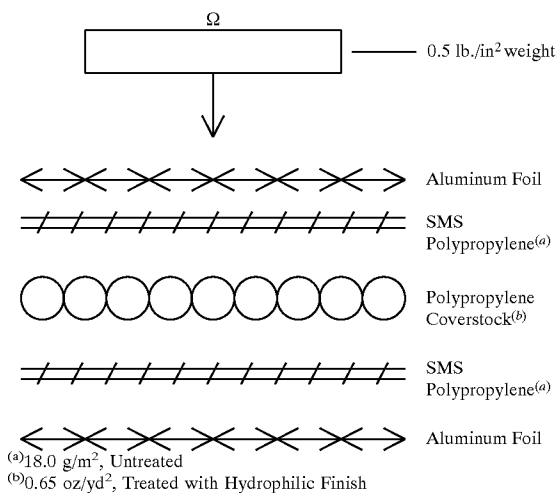 Ω
0.5 lb./in² weight
Aluminum Foil
SMS
Polypropylene(a)
Polypropylene
Coverstock(b)
SMS
Polypropylene(a)
Aluminum Foil
(a)18.0 g/m², Untreated
(b)0.65 oz/yd², Treated with Hydrophilic Finish